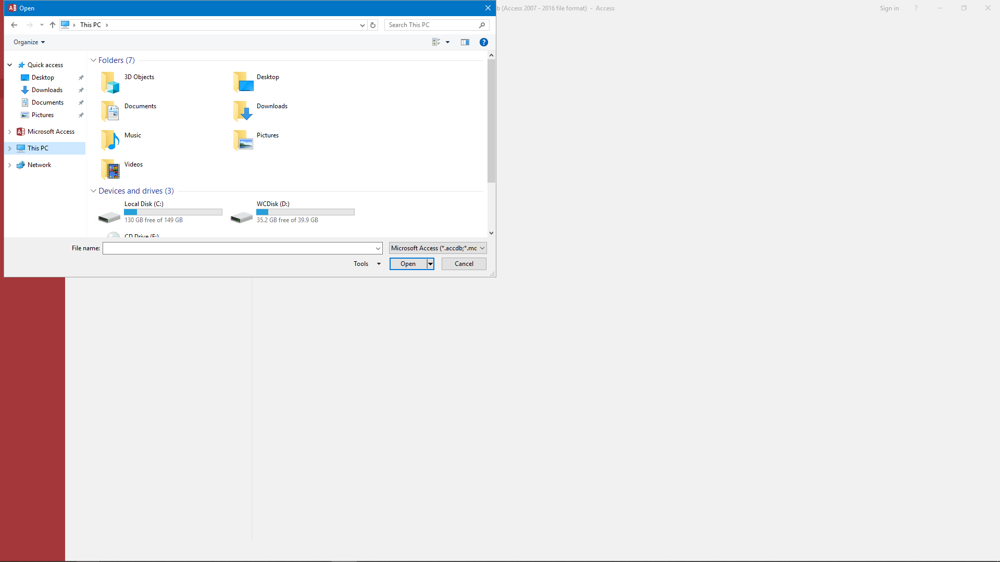 Open
b (Access 2007 - 2016 file format) - Access
Sign in
?
This PC
Search This PC
Organize
?
Quick access
Desktop
Downloads
Documents
Pictures
Microsoft Access
This PC
Network
Folders (7)
3D Objects
Desktop
Documents
Downloads
Music
Pictures
Videos
Devices and drives (3)
Local Disk (C:)
130 GB free of 149 GB
WCDisk (D:)
35.2 GB free of 39.9 GB
CD Drive (F:)
File name:
Microsoft Access (*.accdb;*.mc
Tools
Open
Cancel